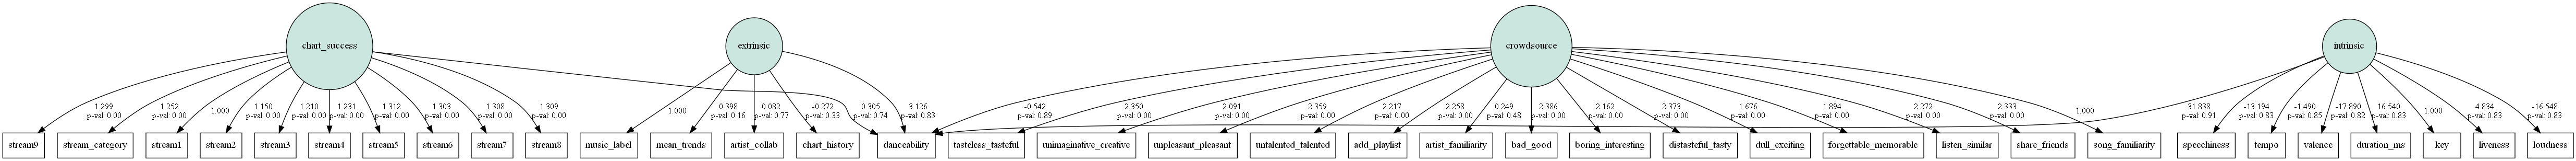 chart_success
extrinsic
crowdsource
intrinsic
1.299
p-val: 0.00
1.252
p-val: 0.00
1.000
1.150
p-val: 0.00
1.210
p-val: 0.00
1.231
p-val: 0.00
1.312
p-val: 0.00
1.303
p-val: 0.00
1.308
p-val: 0.00
1.309
p-val: 0.00
1.000
0.398
p-val: 0.16
0.082
p-val: 0.77
-0.272
p-val: 0.33
0.305
p-val: 0.74
3.126
p-val: 0.83
-0.542
p-val: 0.89
2.350
p-val: 0.00
2.091
p-val: 0.00
2.359
p-val: 0.00
2.217
p-val: 0.00
2.258
p-val: 0.00
0.249
p-val: 0.48
2.386
p-val: 0.00
2.162
p-val: 0.00
2.373
p-val: 0.00
1.676
p-val: 0.00
1.894
p-val: 0.00
2.272
p-val: 0.00
2.333
p-val: 0.00
1.000
31.838
p-val: 0.91
-13.194
p-val: 0.83
-1.490
p-val: 0.85
-17.890
p-val: 0.82
16.540
p-val: 0.83
1.000
4.834
p-val: 0.83
-16.548
p-val: 0.83
stream9
stream_category
stream1
stream2
stream3
stream4
stream5
stream6
stream7
stream8
music_label
mean_trends
artist_collab
chart_history
danceability
tasteless_tasteful
unimaginative_creative
unpleasant_pleasant
untalented_talented
add_playlist
artist_familiarity
bad_good
boring_interesting
distasteful_tasty
dull_exciting
forgettable_memorable
listen_similar
share_friends
song_familiarity
speechiness
tempo
valence
duration_ms
key
liveness
loudness